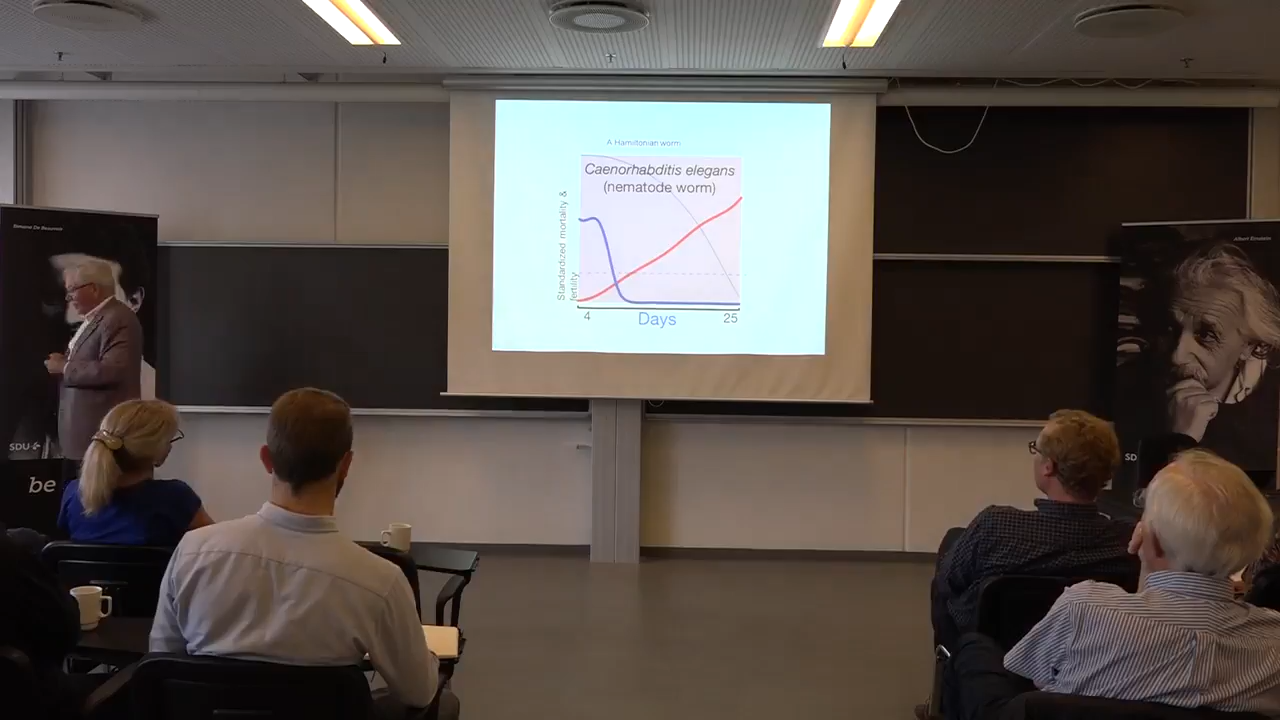 A Hamiltonian worm
Caenorhabditis elegans
(nematode worm)
Standardized mortality &
fertility
4
25
Days
Simone De Beauvoir
SDU
be
Albert Einstein
SD